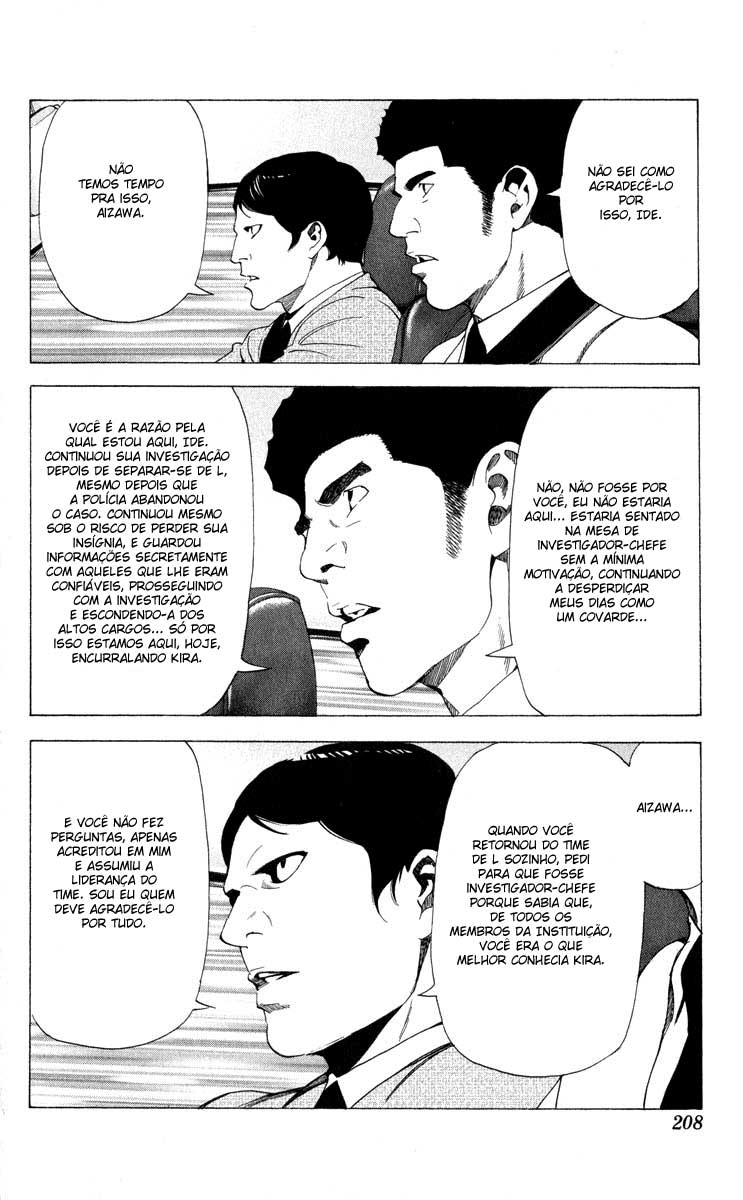 NÃO SEI COMO
AGRADECÊ-LO
POR
ISSO, IDE.
NÃO
TEMOS TEMPO
PRA ISSO,
AIZAWA.
NÃO, NÃO FOSSE POR
VOCÊ, EU NÃO ESTARIA
AQUI... ESTARIA SENTADO
NA MESA DE
INVESTIGADOR-CHEFE
SEM A MÍNIMA
MOTIVAÇÃO, CONTINUANDO
A DESPERDIÇAR
MEUS DIAS COMO
UM COVARDE...
VOCÊ É A RAZÃO PELA
QUAL ESTOU AQUI, IDE.
CONTINUOU SUA INVESTIGAÇÃO
DEPOIS DE SEPARAR-SE DE L,
MESMO DEPOIS QUE
A POLÍCIA ABANDONOU
O CASO. CONTINUOU MESMO
SOB O RISCO DE PERDER SUA
INSÍGNIA, E GUARDOU
INFORMAÇÕES SECRETAMENTE
COM AQUELES QUE LHE ERAM
CONFIÁVEIS, PROSSEGUINDO
COM A INVESTIGAÇÃO
E ESCONDENDO-A DOS
ALTOS CARGOS... SÓ POR
ISSO ESTAMOS AQUI, HOJE,
ENCURRALANDO KIRA.
AIZAWA...
QUANDO VOCÊ
RETORNOU DO TIME
DE L SOZINHO, PEDI
PARA QUE FOSSE
INVESTIGADOR-CHEFE
PORQUE SABIA QUE,
DE TODOS OS
MEMBROS DA INSTITUIÇÃO,
VOCÊ ERA O QUE
MELHOR CONHECIA KIRA.
E VOCÊ NÃO FEZ
PERGUNTAS, APENAS
ACREDITOU EM MIM
E ASSUMIU A
LIDERANÇA DO
TIME. SOU EU QUEM
DEVE AGRADECÊ-LO
POR TUDO.
208